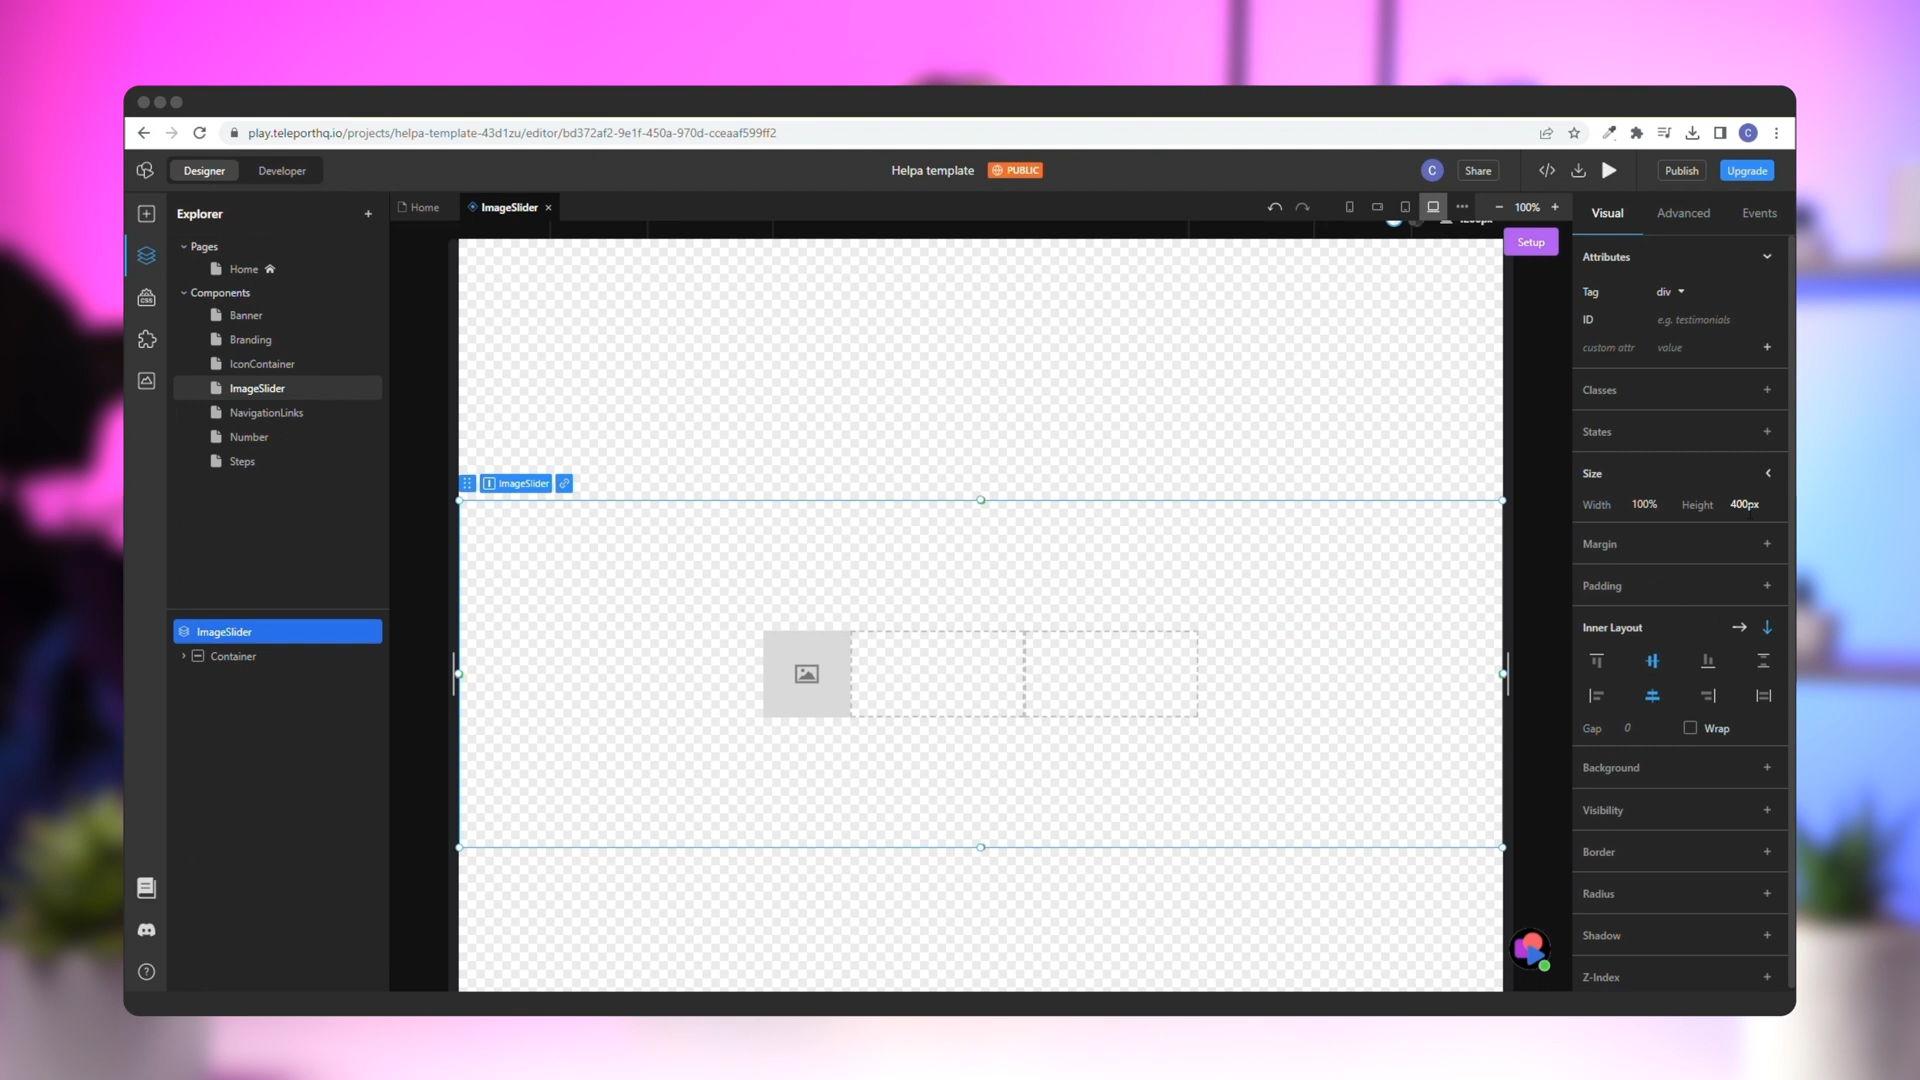 play.teleporthq.io/projects/helpa-template-43d1zu/editor/bd372af2-9e1f-450a-970d-cceaaf599ff2
C
Designer
Developer
Helpa template
PUBLIC
C
Share
Publish
Upgrade
Explorer
Home
ImageSlider
100%
Visual
Advanced
Events
Pages
Home
Components
Banner
Branding
IconContainer
ImageSlider
NavigationLinks
Number
Steps
CSS
Setup
Attributes
Tag
div
ID
e.g. testimonials
custom attr
value
Classes
States
ImageSlider
Size
Width
100%
Height
400px
Margin
Padding
ImageSlider
Container
Inner Layout
Gap
0
Wrap
Background
Visibility
Border
Radius
Shadow
Z-Index